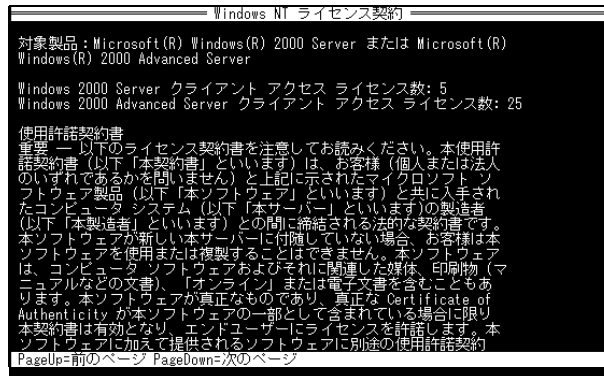 Windows NT ライセンス契約
対象製品：Microsoft(R) Windows(R) 2000 Server または Microsoft(R)
Windows(R) 2000 Advanced Server
Windows 2000 Server クライアント アクセス ライセンス数: 5
Windows 2000 Advanced Server クライアント アクセス ライセンス数: 25
使用許諾契約書
重要 ― 以下のライセンス契約書を注意してお読みください。本使用許
諾契約書（以下「本契約書」といいます）は、お客様（個人または法人
のいずれであるかを問いません）と上記に示されたマイクロソフト ソ
フトウェア製品（以下「本ソフトウェア」といいます）と共に入手され
たコンピュータ システム（以下「本サーバー」といいます)の製造者
（以下「本製造者」といいます）との間に締結される法的な契約書です。
本ソフトウェアが新しい本サーバーに付随していない場合、お客様は本
ソフトウェアを使用または複製することはできません。本ソフトウェア
は、コンピュータ ソフトウェアおよびそれに関連した媒体、印刷物（マ
ニュアルなどの文書）、「オンライン」または電子文書を含むこともあ
ります。本ソフトウェアが真正なものであり、真正な Certificate of
Authenticity が本ソフトウェアの一部として含まれている場合に限り
本契約書は有効となり、エンドユーザーにライセンスを許諾します。本
ソフトウェアに加えて提供されるソフトウェアに別途の使用許諾契約
PageUp=前のページ PageDown=次のページ